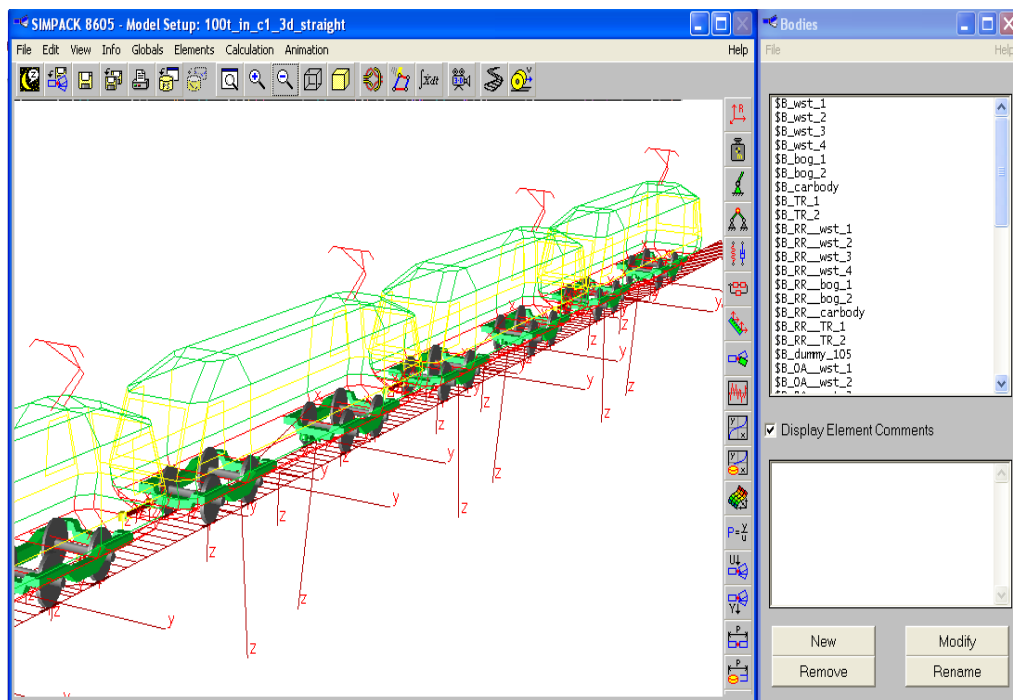 SIMPACK 8605 - Model Setup: 100t_in_c1_3d_straight
File Edit View Info Globals Elements Calculation Animation Help
Bodies
File Help
$B_wst_1
$B_wst_2
$B_wst_3
$B_wst_4
$B_bog_1
$B_bog_2
$B_carbody
$B_TR_1
$B_TR_2
$B_RR__wst_1
$B_RR__wst_2
$B_RR__wst_3
$B_RR__wst_4
$B_RR__bog_1
$B_RR__bog_2
$B_RR__carbody
$B_RR__TR_1
$B_RR__TR_2
$B_dummy_105
$B_OA__wst_1
$B_OA__wst_2
Display Element Comments
New Modify
Remove Rename